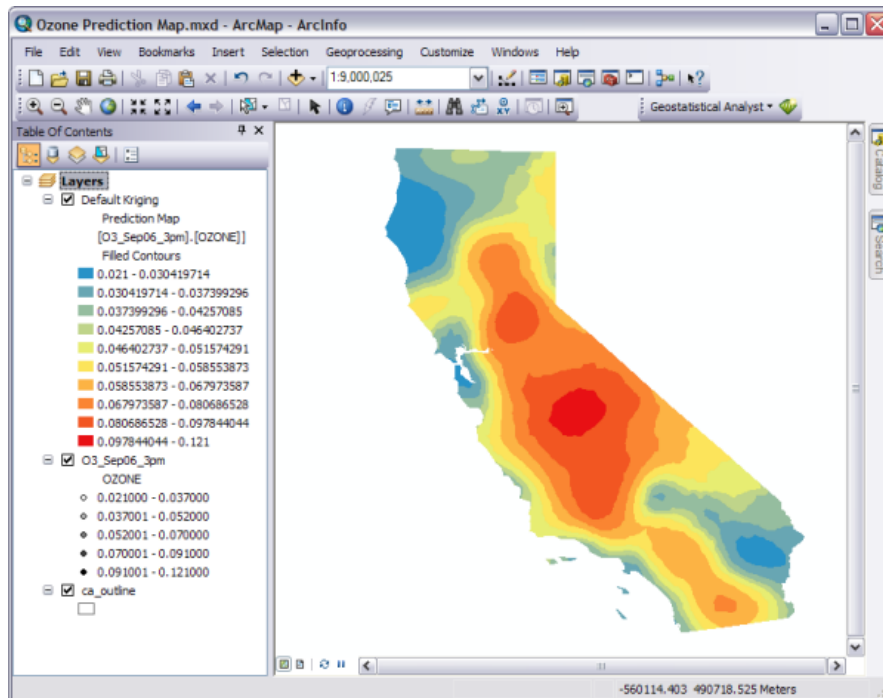 Ozone Prediction Map.mxd - ArcMap - ArcInfo
File Edit View Bookmarks Insert Selection Geoprocessing Customize Windows Help
1:9,000,025
Geostatistical Analyst
Table Of Contents
Layers
Default Kriging
Prediction Map
[O3_Sep06_3pm].[OZONE]]
Filled Contours
0.021 - 0.030419714
0.030419714 - 0.037399296
0.037399296 - 0.04257085
0.04257085 - 0.046402737
0.046402737 - 0.051574291
0.051574291 - 0.058553873
0.058553873 - 0.067973587
0.067973587 - 0.080686528
0.080686528 - 0.097844044
0.097844044 - 0.121
O3_Sep06_3pm
OZONE
0.021000 - 0.037000
0.037001 - 0.052000
0.052001 - 0.070000
0.070001 - 0.091000
0.091001 - 0.121000
ca_outline
Catalog
Search
-560114.403 490718.525 Meters